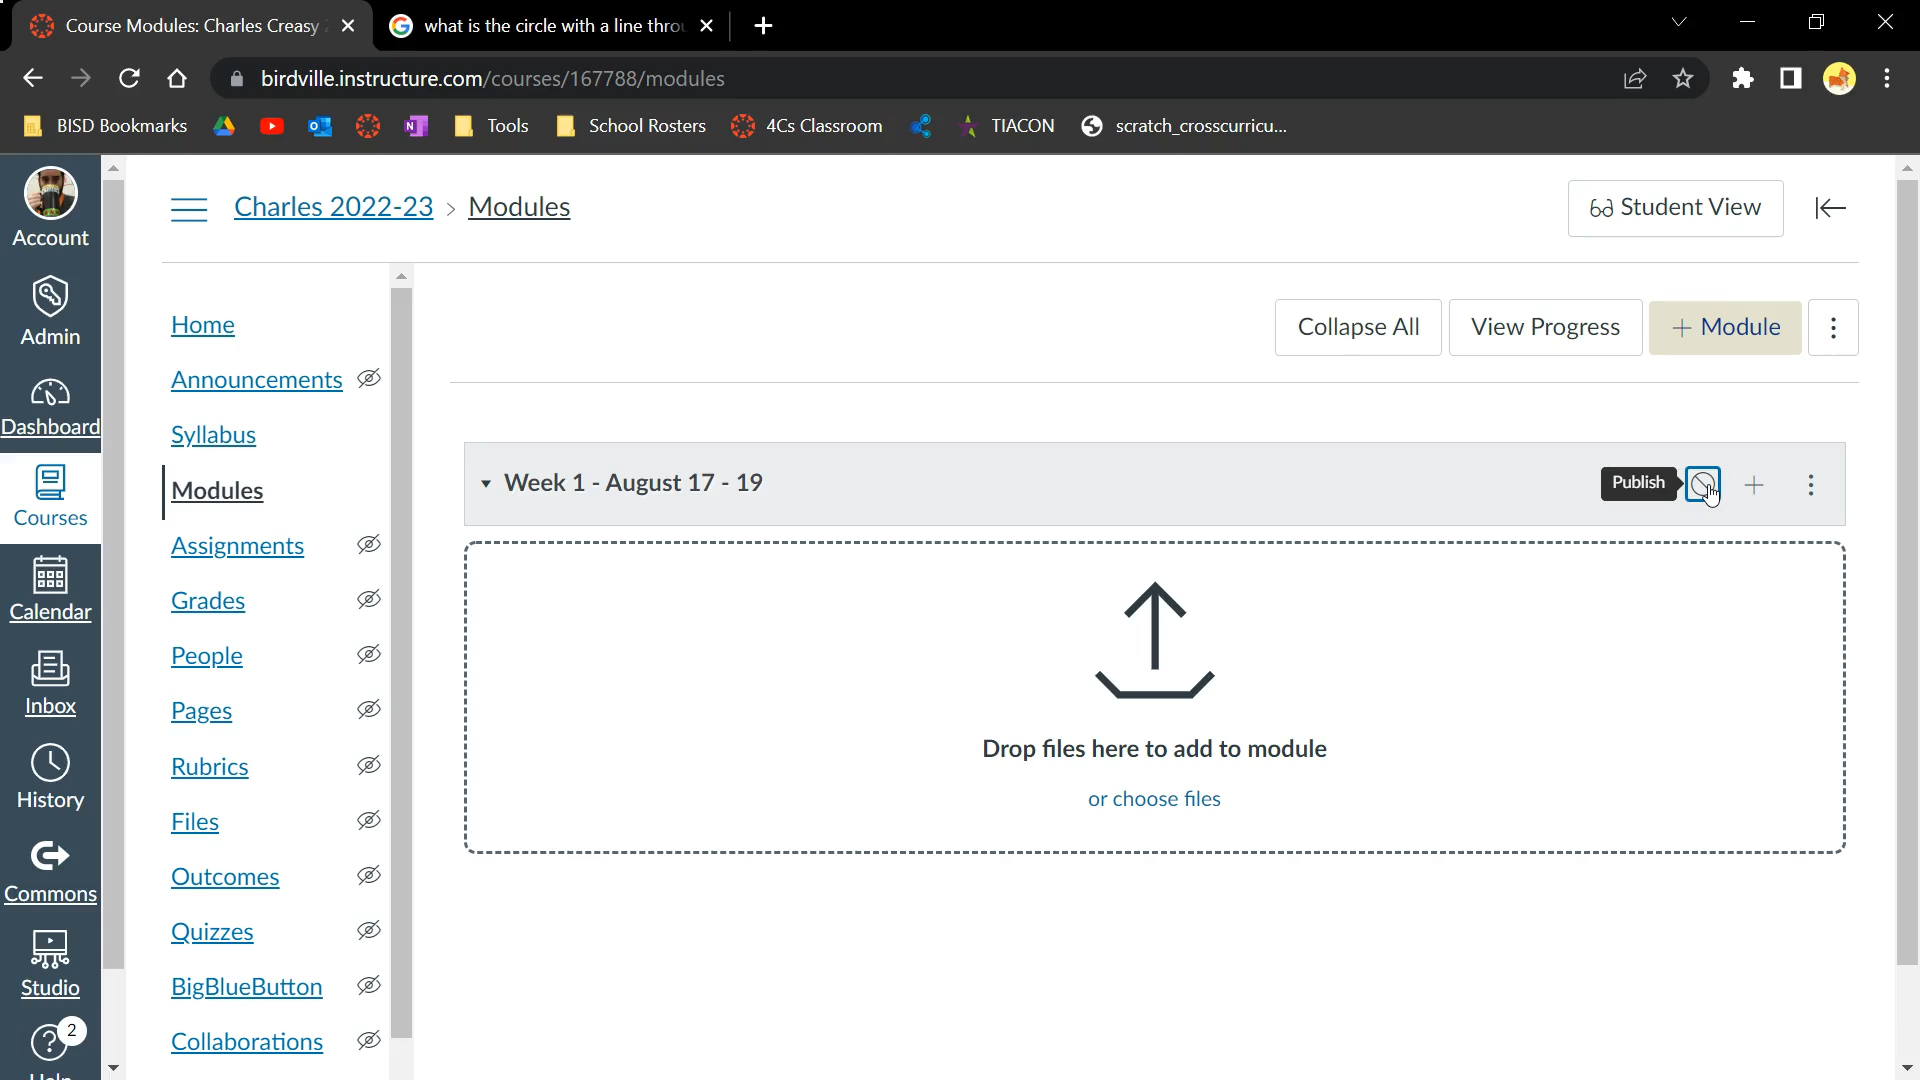 Course Modules: Charles Creasy
what is the circle with a line throu
birdville.instructure.com/courses/167788/modules
BISD Bookmarks
Tools
School Rosters
4Cs Classroom
TIACON
scratch_crosscurricu...
Account
Admin
Dashboard
Courses
Calendar
Inbox
History
Commons
Studio
2
Charles 2022-23 > Modules
Student View
Home
Announcements
Syllabus
Modules
Assignments
Grades
People
Pages
Rubrics
Files
Outcomes
Quizzes
BigBlueButton
Collaborations
Collapse All
View Progress
+ Module
Week 1 - August 17 - 19
Publish
Drop files here to add to module
or choose files